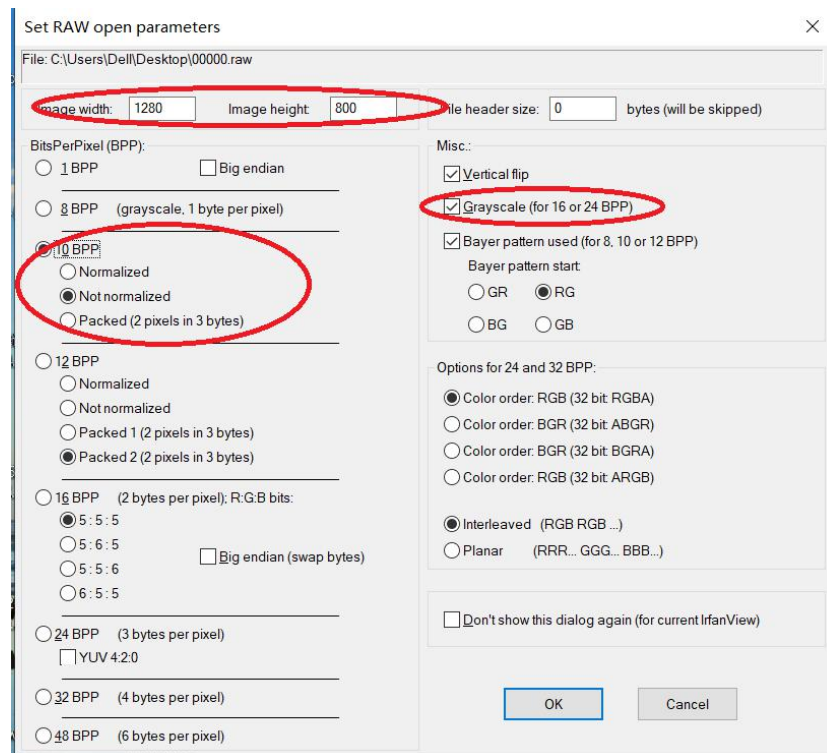 Set RAW open parameters
File: C:\Users\Dell\Desktop\00000.raw
Image width: 1280 Image height: 800
File header size: 0 bytes (will be skipped)
BitsPerPixel (BPP):
1 BPP Big endian
8 BPP (grayscale, 1 byte per pixel)
10 BPP
Normalized
Not normalized
Packed (2 pixels in 3 bytes)
12 BPP
Normalized
Not normalized
Packed 1 (2 pixels in 3 bytes)
Packed 2 (2 pixels in 3 bytes)
16 BPP (2 bytes per pixel); R:G:B bits:
5 : 5 : 5
5 : 6 : 5
Big endian (swap bytes)
5 : 5 : 6
6 : 5 : 5
24 BPP (3 bytes per pixel)
YUV 4:2:0
32 BPP (4 bytes per pixel)
48 BPP (6 bytes per pixel)
Misc.:
Vertical flip
Grayscale (for 16 or 24 BPP)
Bayer pattern used (for 8, 10 or 12 BPP)
Bayer pattern start:
GR RG
BG GB
Options for 24 and 32 BPP:
Color order: RGB (32 bit: RGBA)
Color order: BGR (32 bit: ABGR)
Color order: BGR (32 bit: BGRA)
Color order: RGB (32 bit: ARGB)
Interleaved (RGB RGB ...)
Planar (RRR... GGG... BBB...)
Don't show this dialog again (for current IrfanView)
OK Cancel